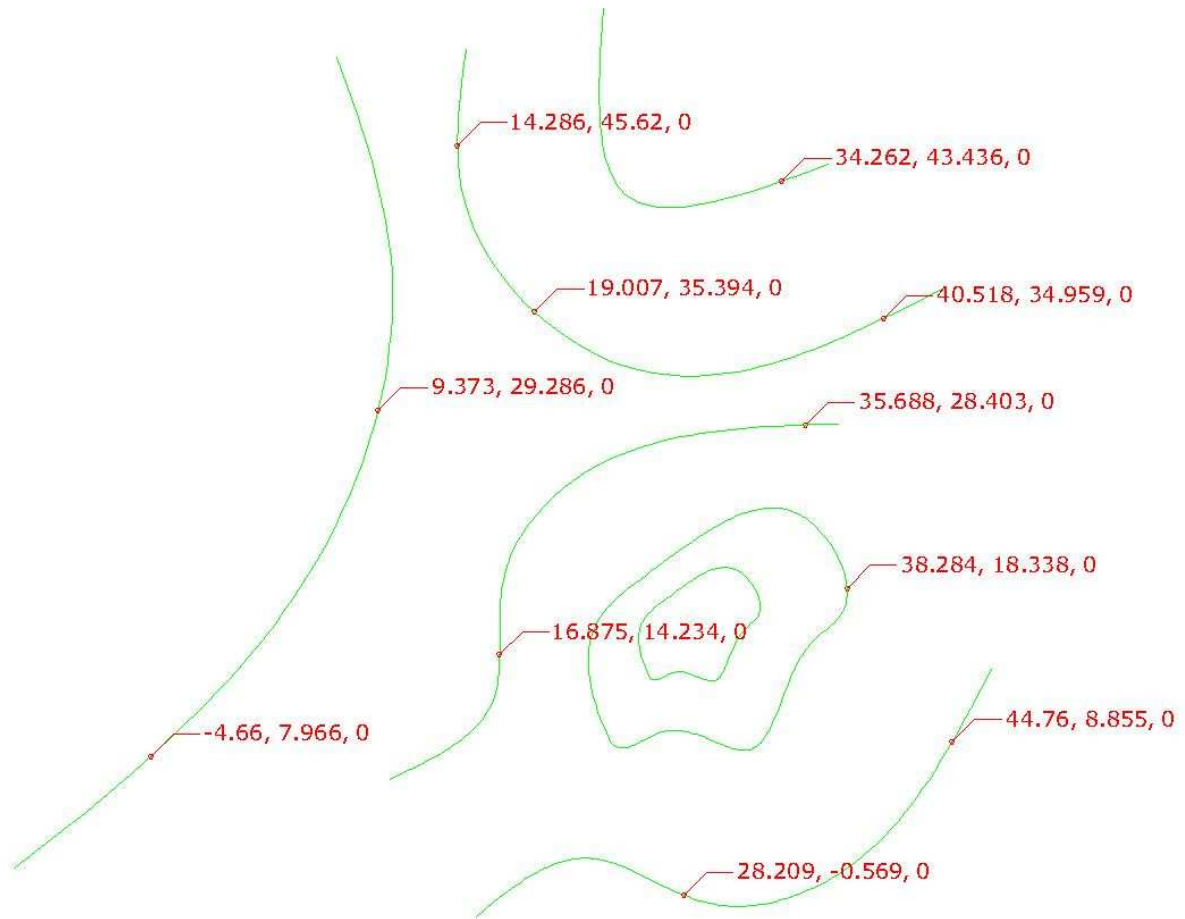 14.286, 45.62, 0
34.262, 43.436, 0
19.007, 35.394, 0
40.518, 34.959, 0
9.373, 29.286, 0
35.688, 28.403, 0
38.284, 18.338, 0
16.875, 14.234, 0
-4.66, 7.966, 0
44.76, 8.855, 0
28.209, -0.569, 0